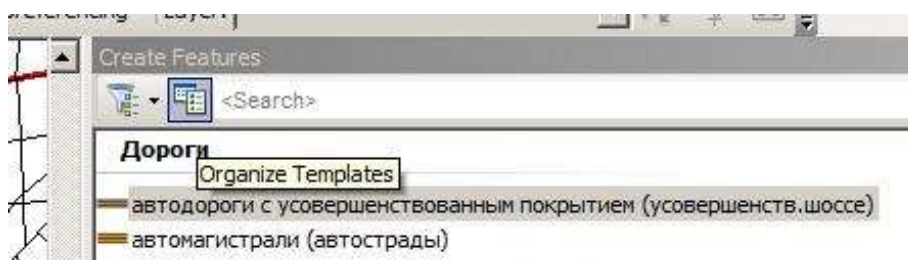 Layer:
Create Features
<Search>
Дороги
Organize Templates
автодороги с усовершенствованным покрытием (усовершенств.шоссе)
автомагистрали (автострады)